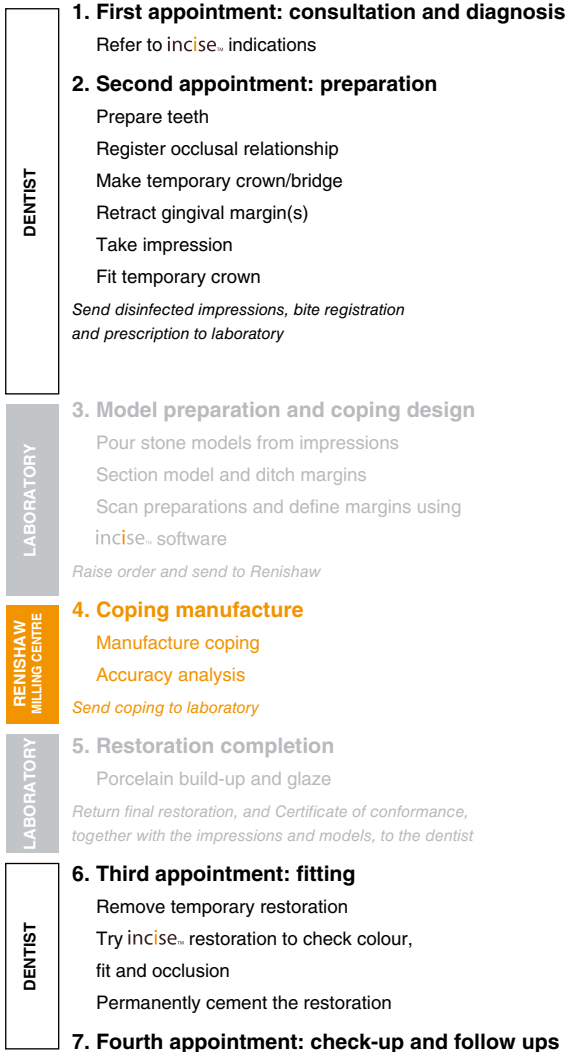 1. First appointment: consultation and diagnosis
Refer to incise™ indications
2. Second appointment: preparation
Prepare teeth
Register occlusal relationship
Make temporary crown/bridge
Retract gingival margin(s)
Take impression
Fit temporary crown
Send disinfected impressions, bite registration
and prescription to laboratory
DENTIST
3. Model preparation and coping design
Pour stone models from impressions
Section model and ditch margins
Scan preparations and define margins using
incise™ software
Raise order and send to Renishaw
LABORATORY
4. Coping manufacture
Manufacture coping
Accuracy analysis
Send coping to laboratory
RENISHAW
MILLING CENTRE
5. Restoration completion
Porcelain build-up and glaze
Return final restoration, and Certificate of conformance,
together with the impressions and models, to the dentist
LABORATORY
6. Third appointment: fitting
Remove temporary restoration
Try incise™ restoration to check colour,
fit and occlusion
Permanently cement the restoration
DENTIST
7. Fourth appointment: check-up and follow ups